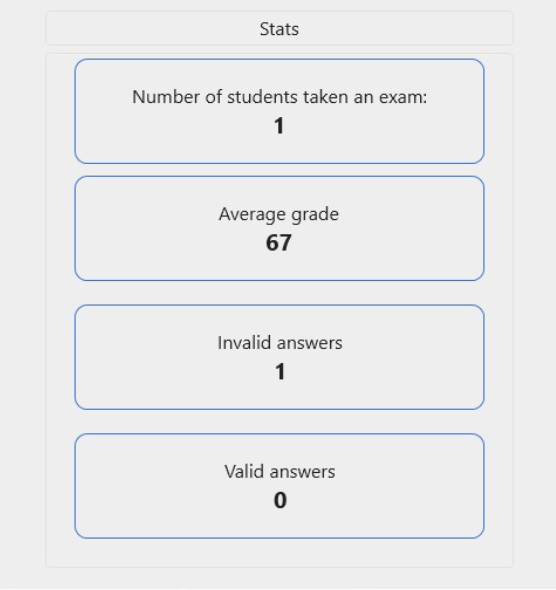 Stats
Number of students taken an exam:
1
Average grade
67
Invalid answers
1
Valid answers
0